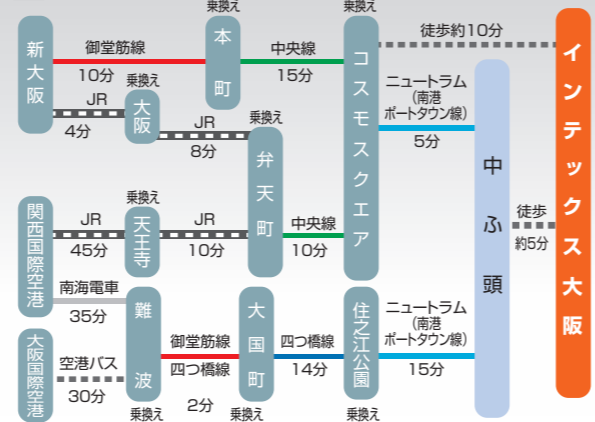 乗換え
乗換え
新大阪
御堂筋線
10分
本町
中央線
15分
コスモスクエア
徒歩約10分
インテックス大阪
JR
4分
乗換え
大阪
JR
8分
乗換え
弁天町
ニュートラム
(南港
ポートタウン線)
5分
中ふ頭
徒歩
約5分
関西国際空港
JR
45分
乗換え
天王寺
JR
10分
中央線
10分
南海電車
35分
難波
乗換え
御堂筋線
四つ橋線
2分
大国町
乗換え
四つ橋線
14分
住之江公園
乗換え
ニュートラム
(南港
ポートタウン線)
15分
大阪国際空港
空港バス
30分